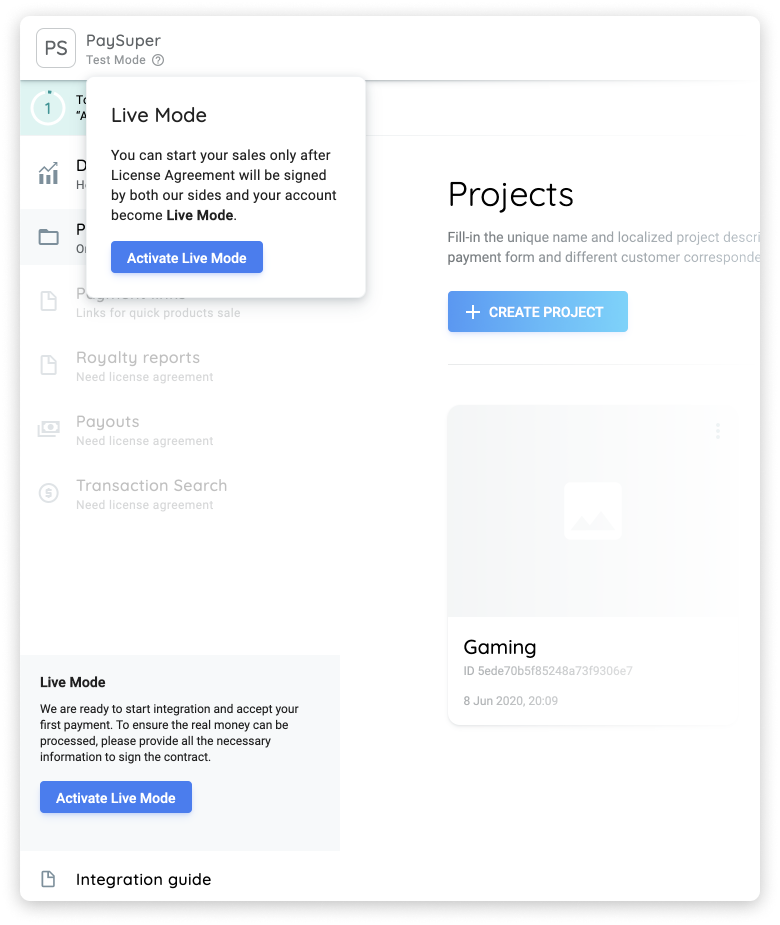 PS
PaySuper
Test Mode
1
Live Mode
You can start your sales only after
License Agreement will be signed
by both our sides and your account
become Live Mode.
Activate Live Mode
Payment links
Links for quick products sale
Royalty reports
Need license agreement
Payouts
Need license agreement
Transaction Search
Need license agreement
Live Mode
We are ready to start integration and accept your
first payment. To ensure the real money can be
processed, please provide all the necessary
information to sign the contract.
Activate Live Mode
Integration guide
Projects
Fill-in the unique name and localized project descri
payment form and different customer corresponde
CREATE PROJECT
Gaming
ID 5ede70b5f85248a73f9306e7
8 Jun 2020, 20:09